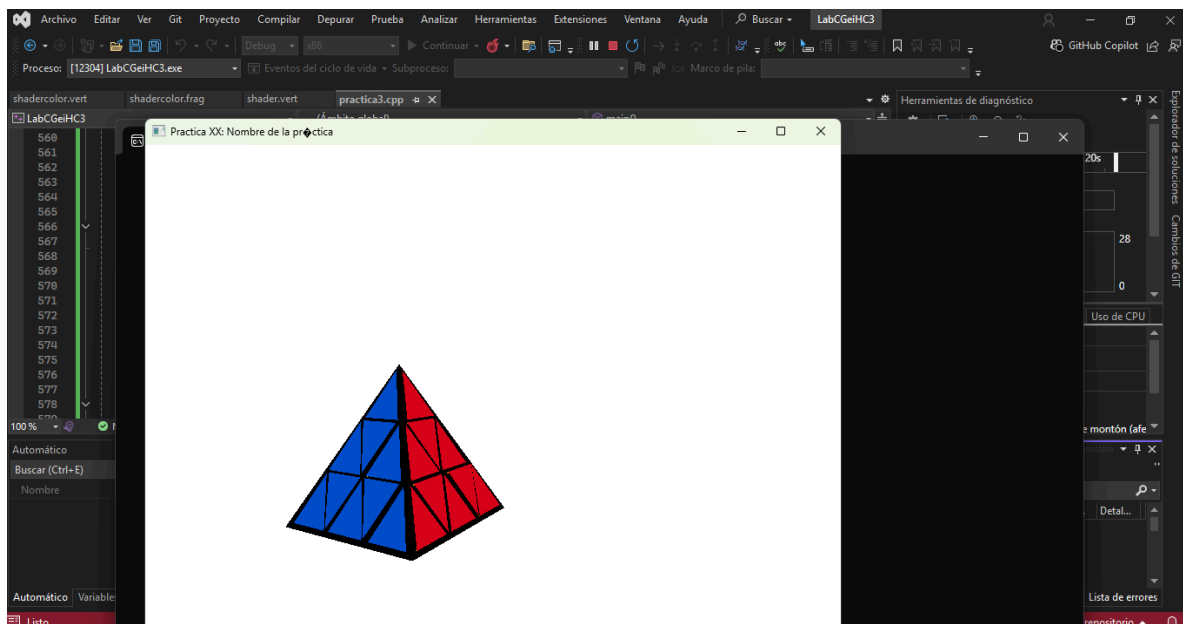 Archivo Editar Ver Git Proyecto Compilar Depurar Prueba Analizar Herramientas Extensiones Ventana Ayuda Buscar LabCGeiHC3
Debug x86 Continuar GitHub Copilot
Proceso: [12304] LabCGeiHC3.exe Eventos del ciclo de vida Subproceso: Marco de pila:
shadercolor.vert shadercolor.frag shader.vert practica3.cpp Herramientas de diagnóstico
LabCGeiHC3 (Ámbito global) main()
Practica XX: Nombre de la pr�ctica
560
561
562
563
564
565
566
567
568
569
570
571
572
573
574
575
576
577
578
579
20s
28
0
Uso de CPU
Explorador de soluciones
Cambios de GIT
100 %
e montón (afe
Automático
Buscar (Ctrl+E)
Nombre
Detal...
Automático Variable
Lista de errores
Listo
repositorio